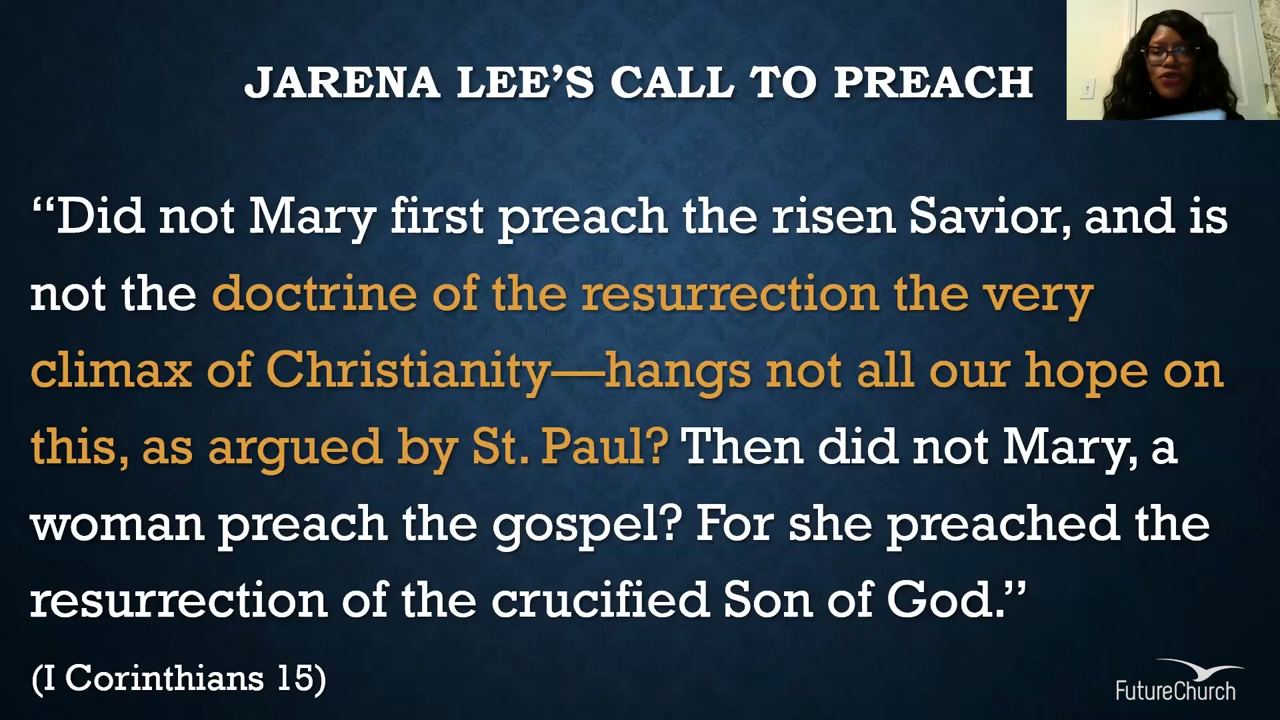 JARENA LEE’S CALL TO PREACH
“Did not Mary first preach the risen Savior, and is
not the doctrine of the resurrection the very
climax of Christianity—hangs not all our hope on
this, as argued by St. Paul? Then did not Mary, a
woman preach the gospel? For she preached the
resurrection of the crucified Son of God.”
(I Corinthians 15)
FutureChurch